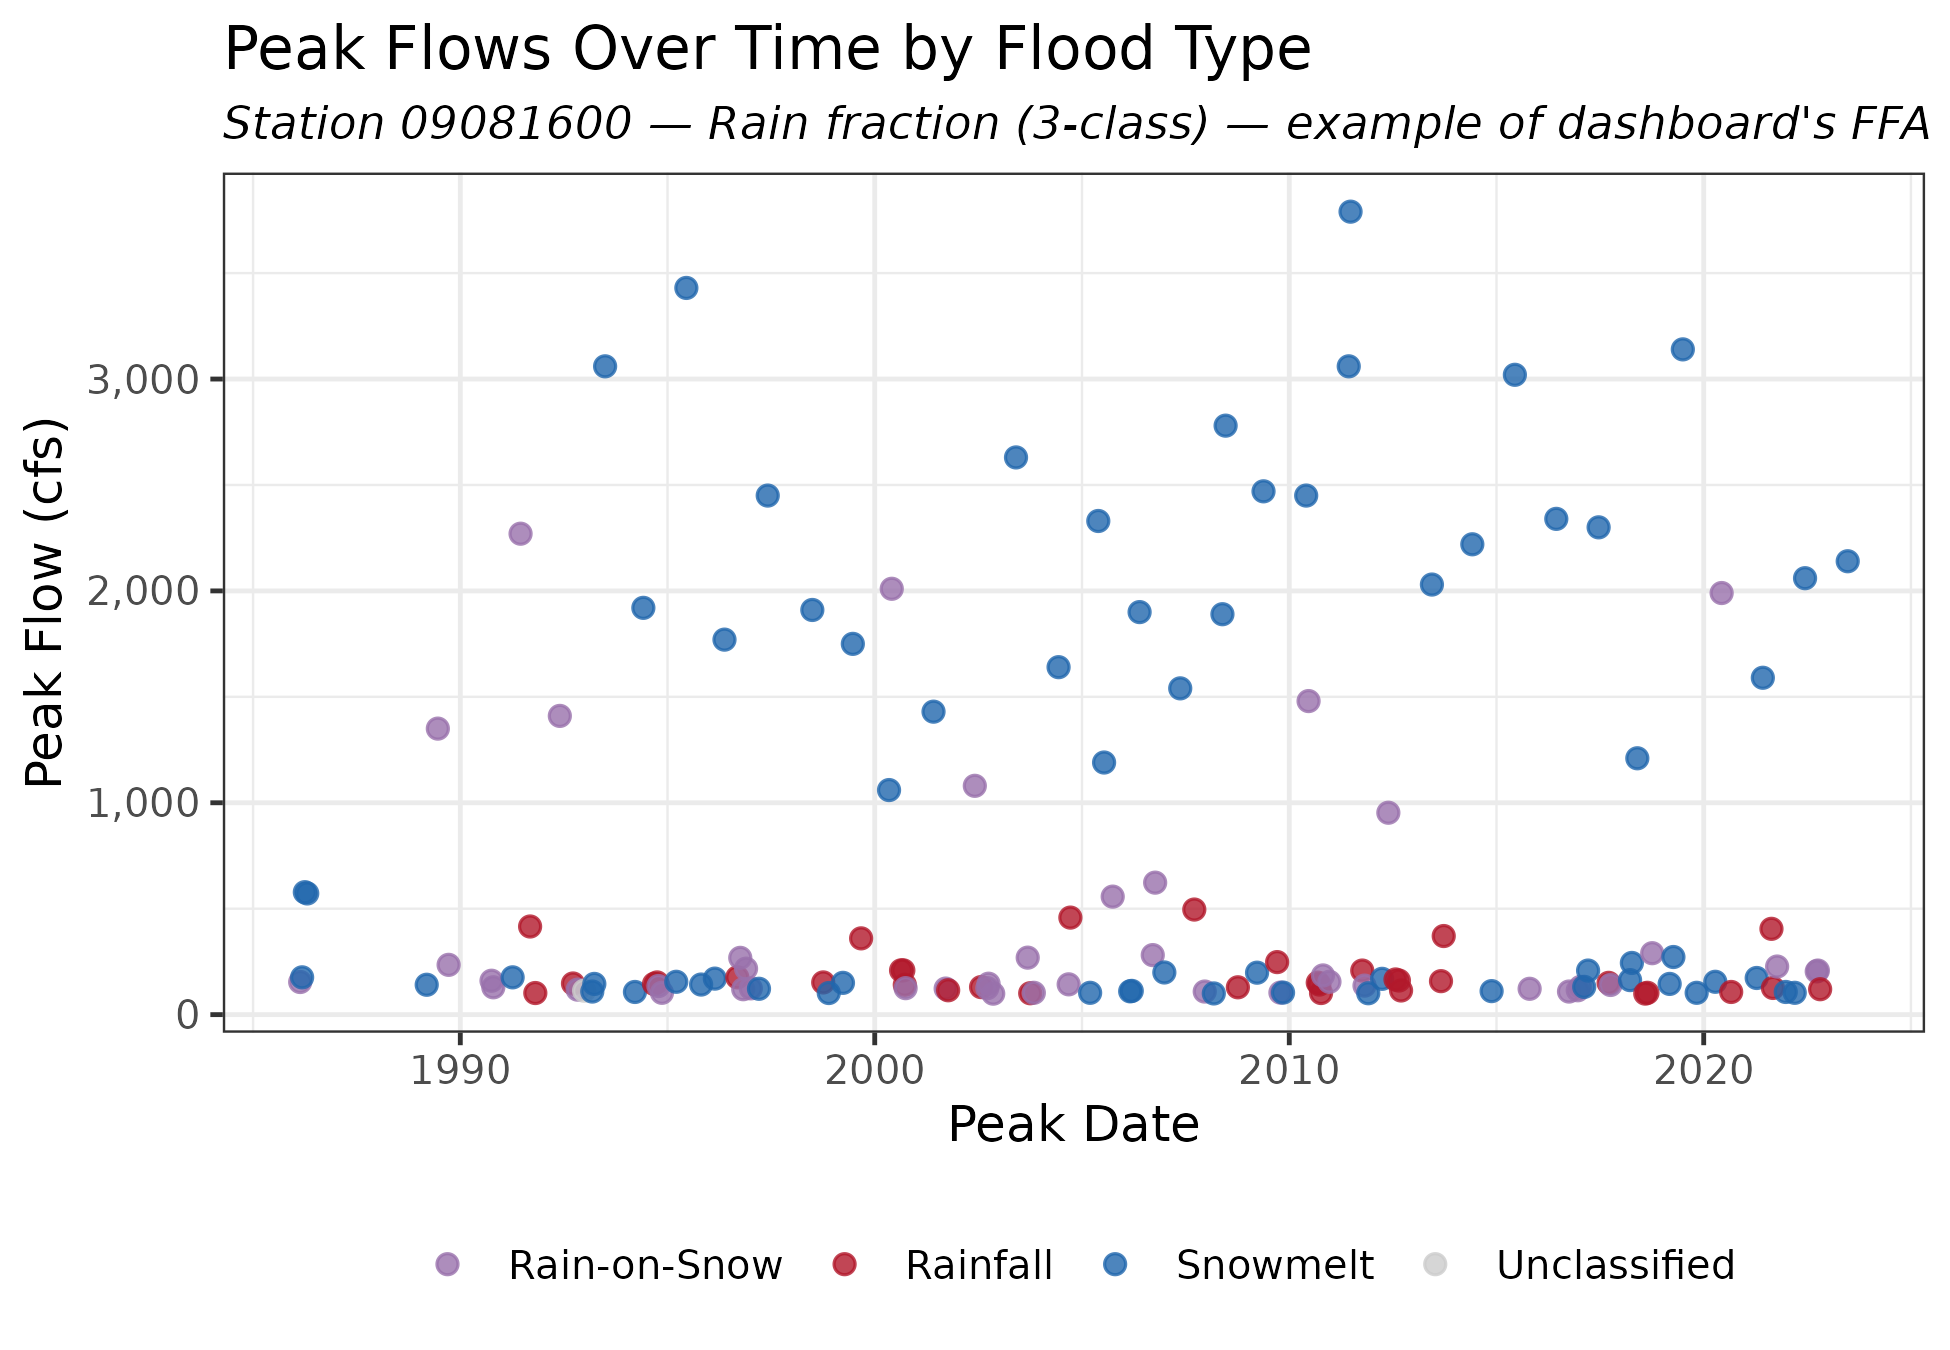 Peak Flows Over Time by Flood Type
Station 09081600 — Rain fraction (3-class) — example of dashboard's FFA
Peak Flow (cfs)
3,000
2,000
1,000
0
1990 2000 2010 2020
Peak Date
Rain-on-Snow Rainfall Snowmelt Unclassified